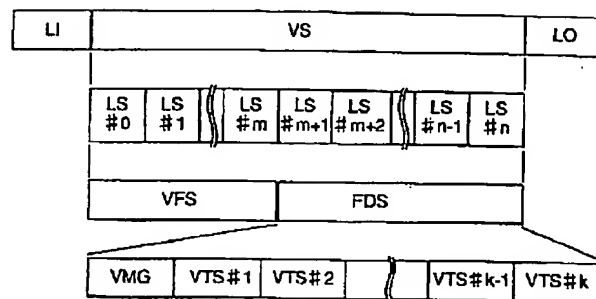 LI VS LO
LS #0 LS #1 LS #m LS #m+1 LS #m+2 LS #n-1 LS #n
VFS FDS
VMG VTS#1 VTS#2 VTS#k-1 VTS#k